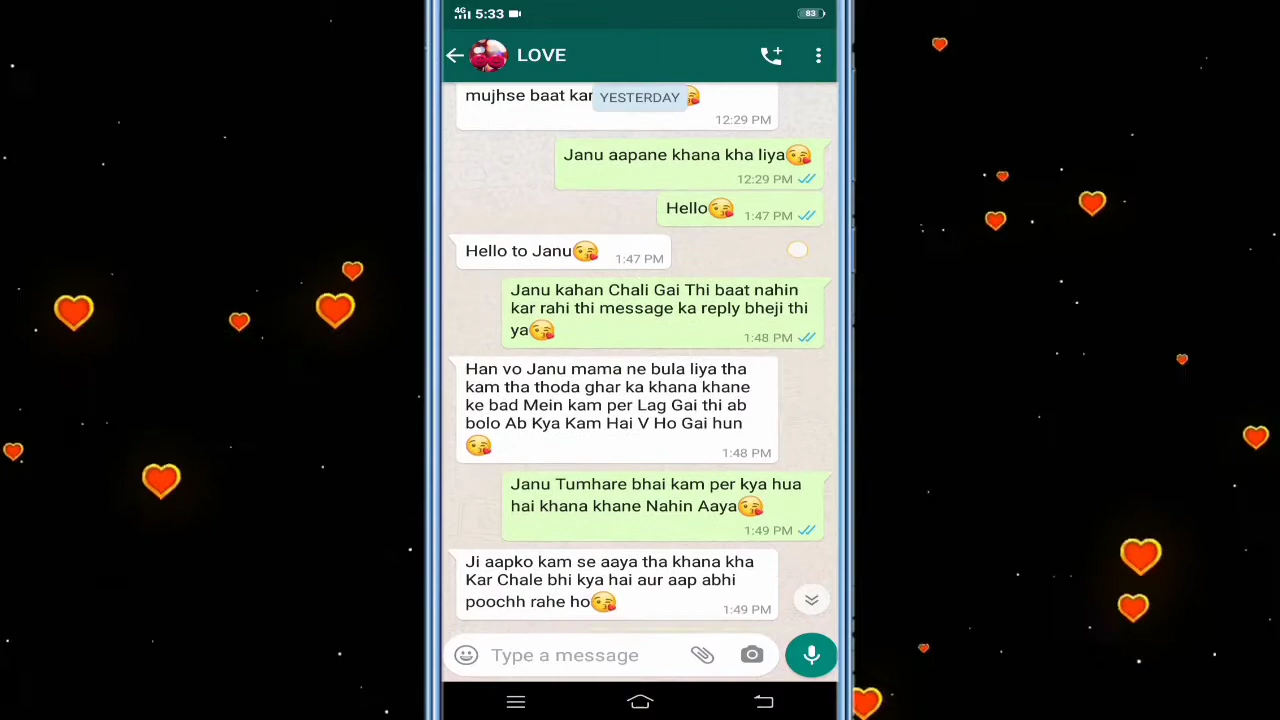 4G 5:33 83
LOVE
mujhse baat kar
YESTERDAY
😘
12:29 PM
Janu aapane khana kha liya😘
12:29 PM
Hello😘 1:47 PM
Hello to Janu😘 1:47 PM
Janu kahan Chali Gai Thi baat nahin
kar rahi thi message ka reply bheji thi
ya😘
1:48 PM
Han vo Janu mama ne bula liya tha
kam tha thoda ghar ka khana khane
ke bad Mein kam per Lag Gai thi ab
bolo Ab Kya Kam Hai V Ho Gai hun
😘
1:48 PM
Janu Tumhare bhai kam per kya hua
hai khana khane Nahin Aaya😘
1:49 PM
Ji aapko kam se aaya tha khana kha
Kar Chale bhi kya hai aur aap abhi
poochh rahe ho😘
1:49 PM
Type a message